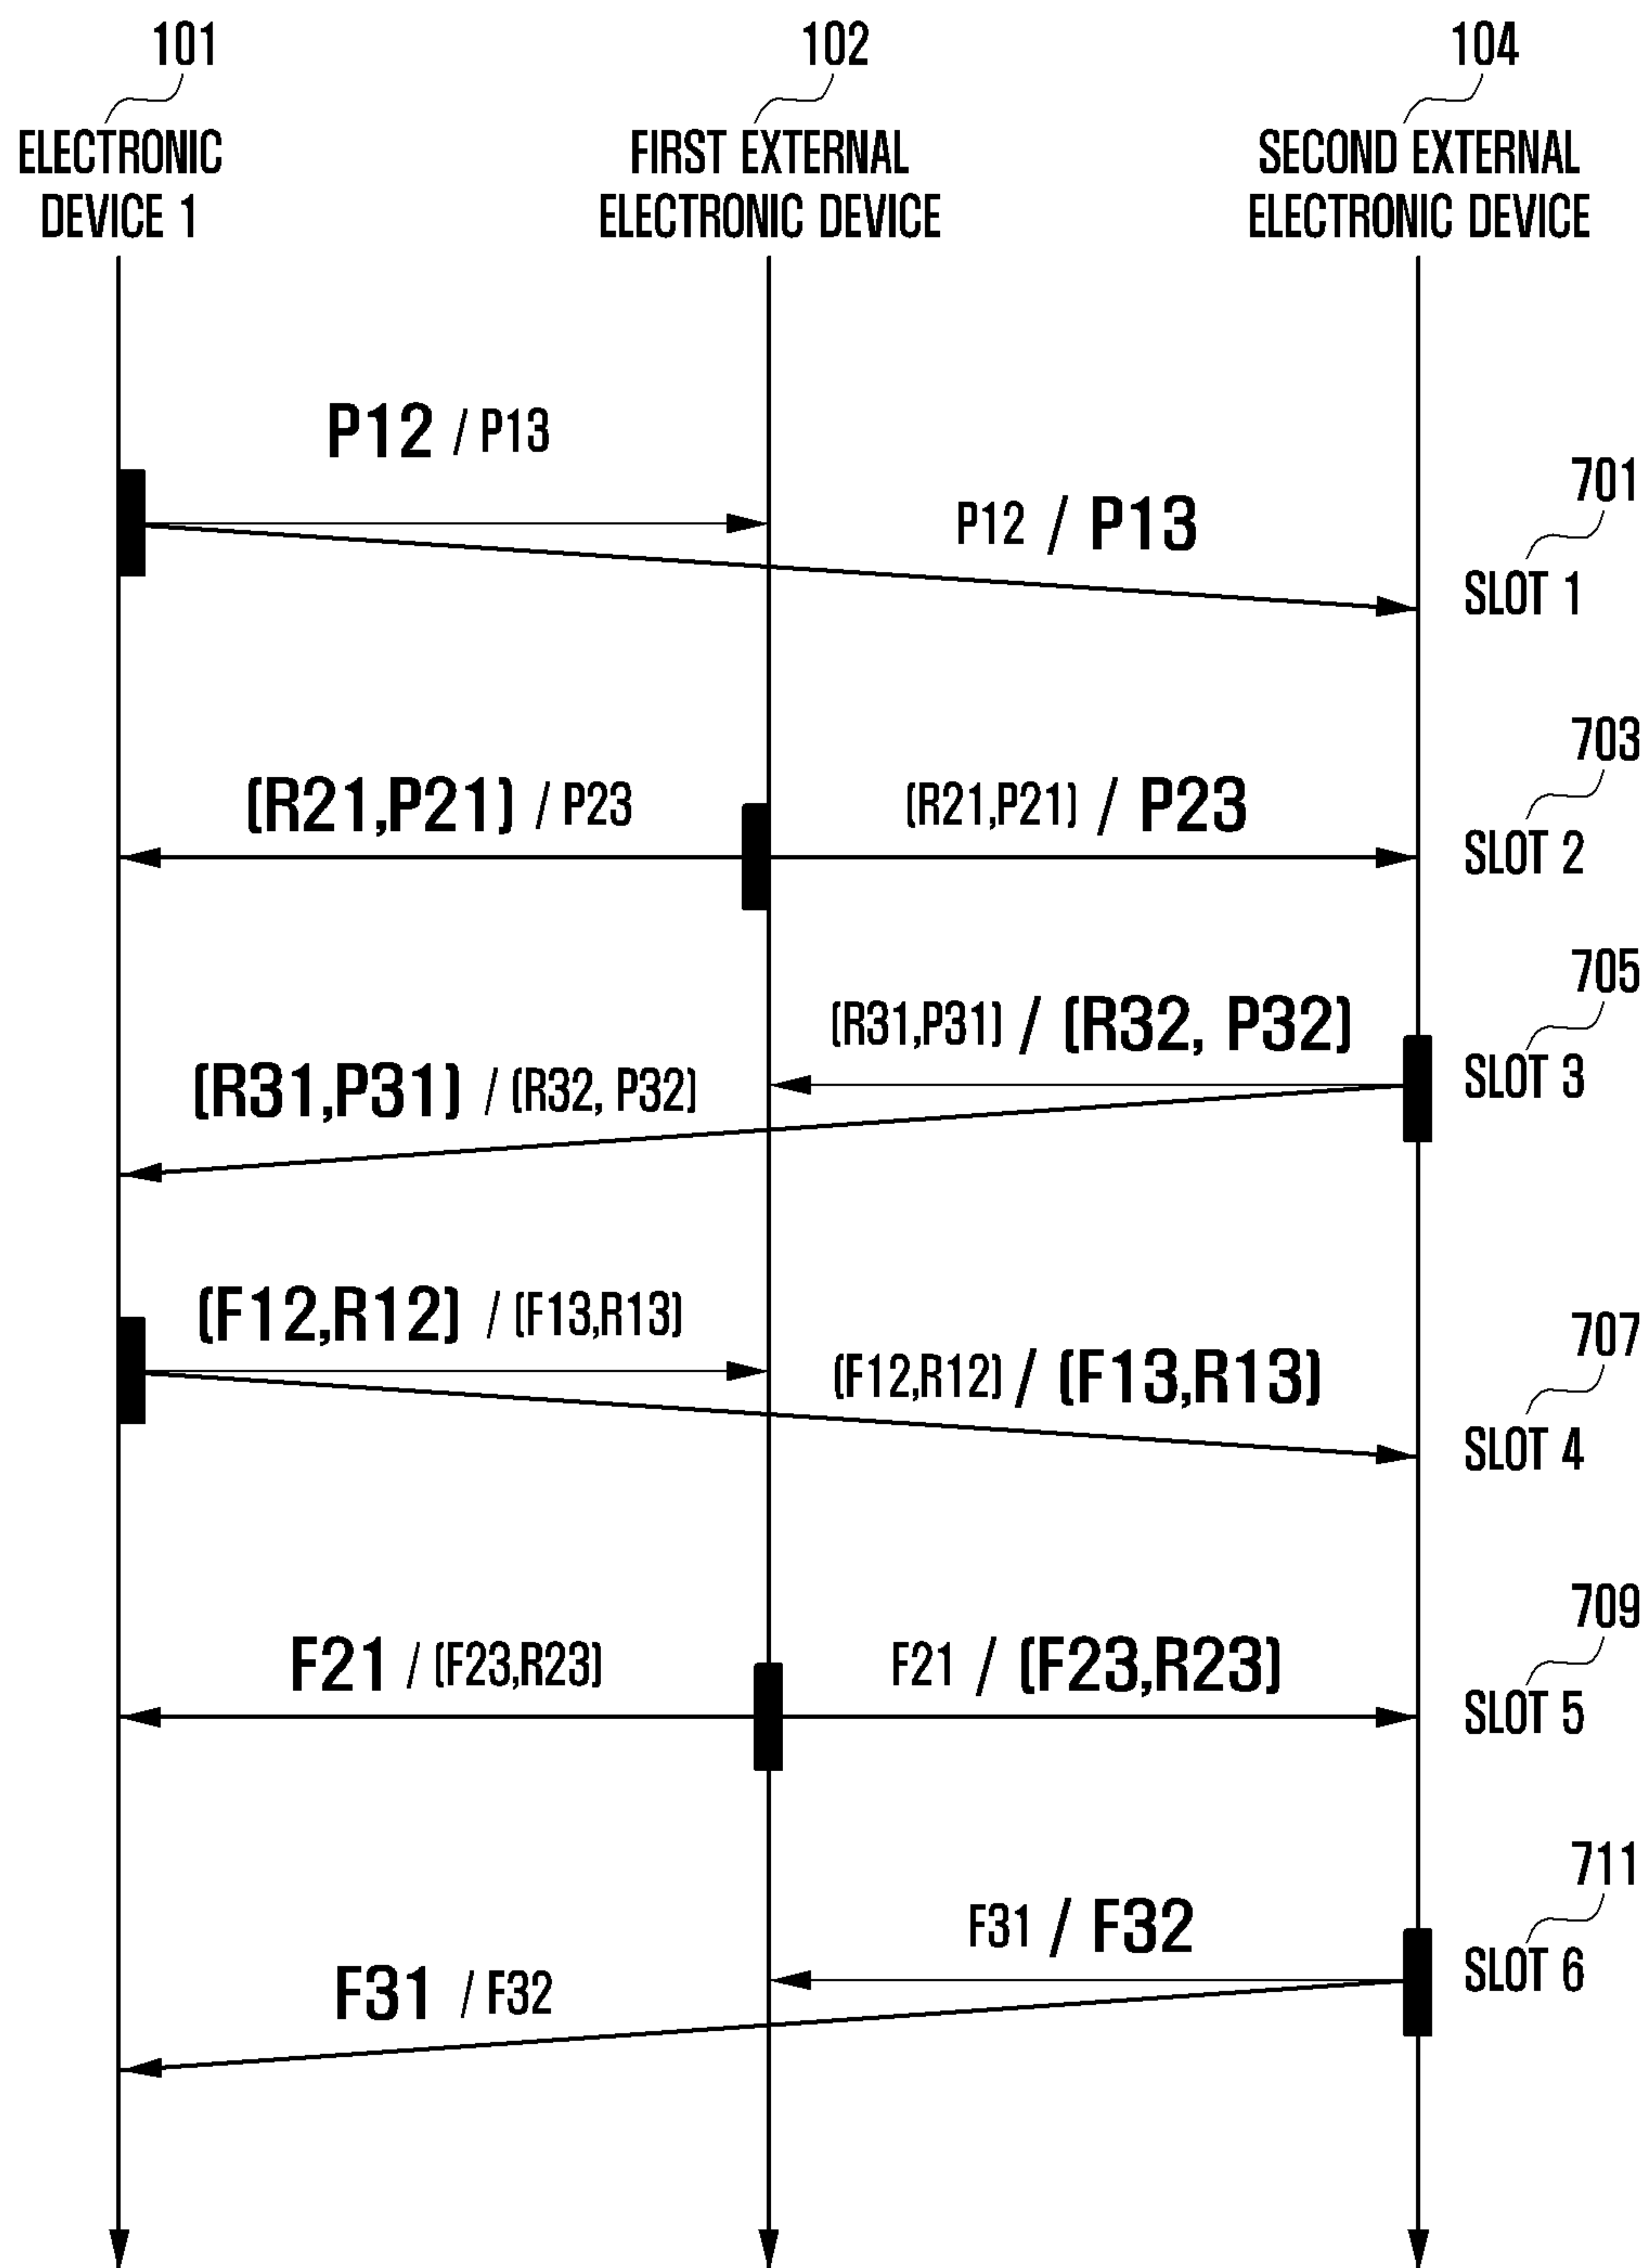 101
102
104
ELECTRONIC
DEVICE 1
FIRST EXTERNAL
ELECTRONIC DEVICE
SECOND EXTERNAL
ELECTRONIC DEVICE
P12 / P13
P12 / P13
701
SLOT 1
(R21,P21) / P23
(R21,P21) / P23
703
SLOT 2
705
(R31,P31) / (R32, P32)
SLOT 3
(R31,P31) / (R32, P32)
(F12,R12) / (F13,R13)
(F12,R12) / (F13,R13)
707
SLOT 4
F21 / (F23,R23)
F21 / (F23,R23)
709
SLOT 5
711
F31 / F32
SLOT 6
F31 / F32